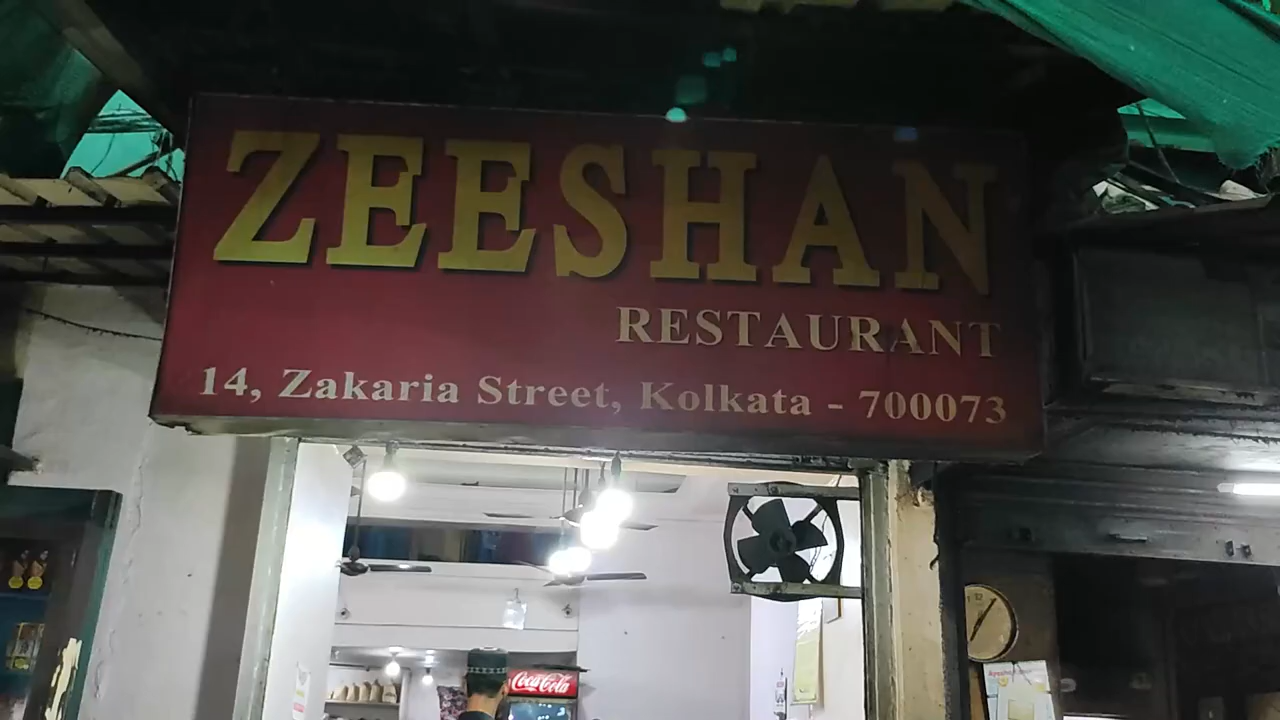 ZEESHAN
RESTAURANT
14, Zakaria Street, Kolkata - 700073
Coca-Cola